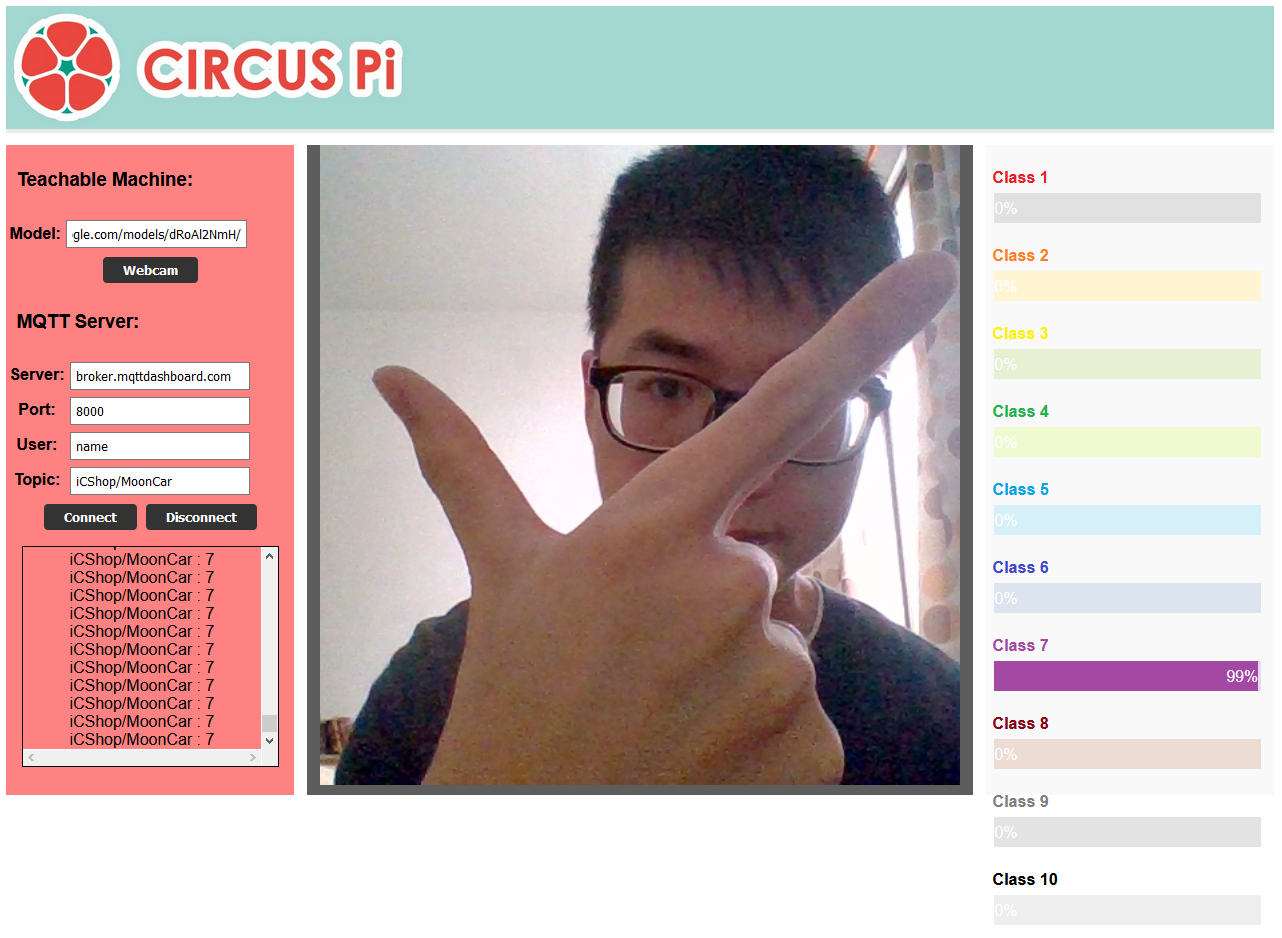 CIRCUS Pi
Teachable Machine:
Model: gle.com/models/dRoAl2NmH/
Webcam
MQTT Server:
Server: broker.mqttdashboard.com
Port: 8000
User: name
Topic: iCShop/MoonCar
Connect Disconnect
iCShop/MoonCar : 7
iCShop/MoonCar : 7
iCShop/MoonCar : 7
iCShop/MoonCar : 7
iCShop/MoonCar : 7
iCShop/MoonCar : 7
iCShop/MoonCar : 7
iCShop/MoonCar : 7
iCShop/MoonCar : 7
iCShop/MoonCar : 7
iCShop/MoonCar : 7
Class 1
0%
Class 2
0%
Class 3
0%
Class 4
0%
Class 5
0%
Class 6
0%
Class 7
99%
Class 8
0%
Class 9
0%
Class 10
0%